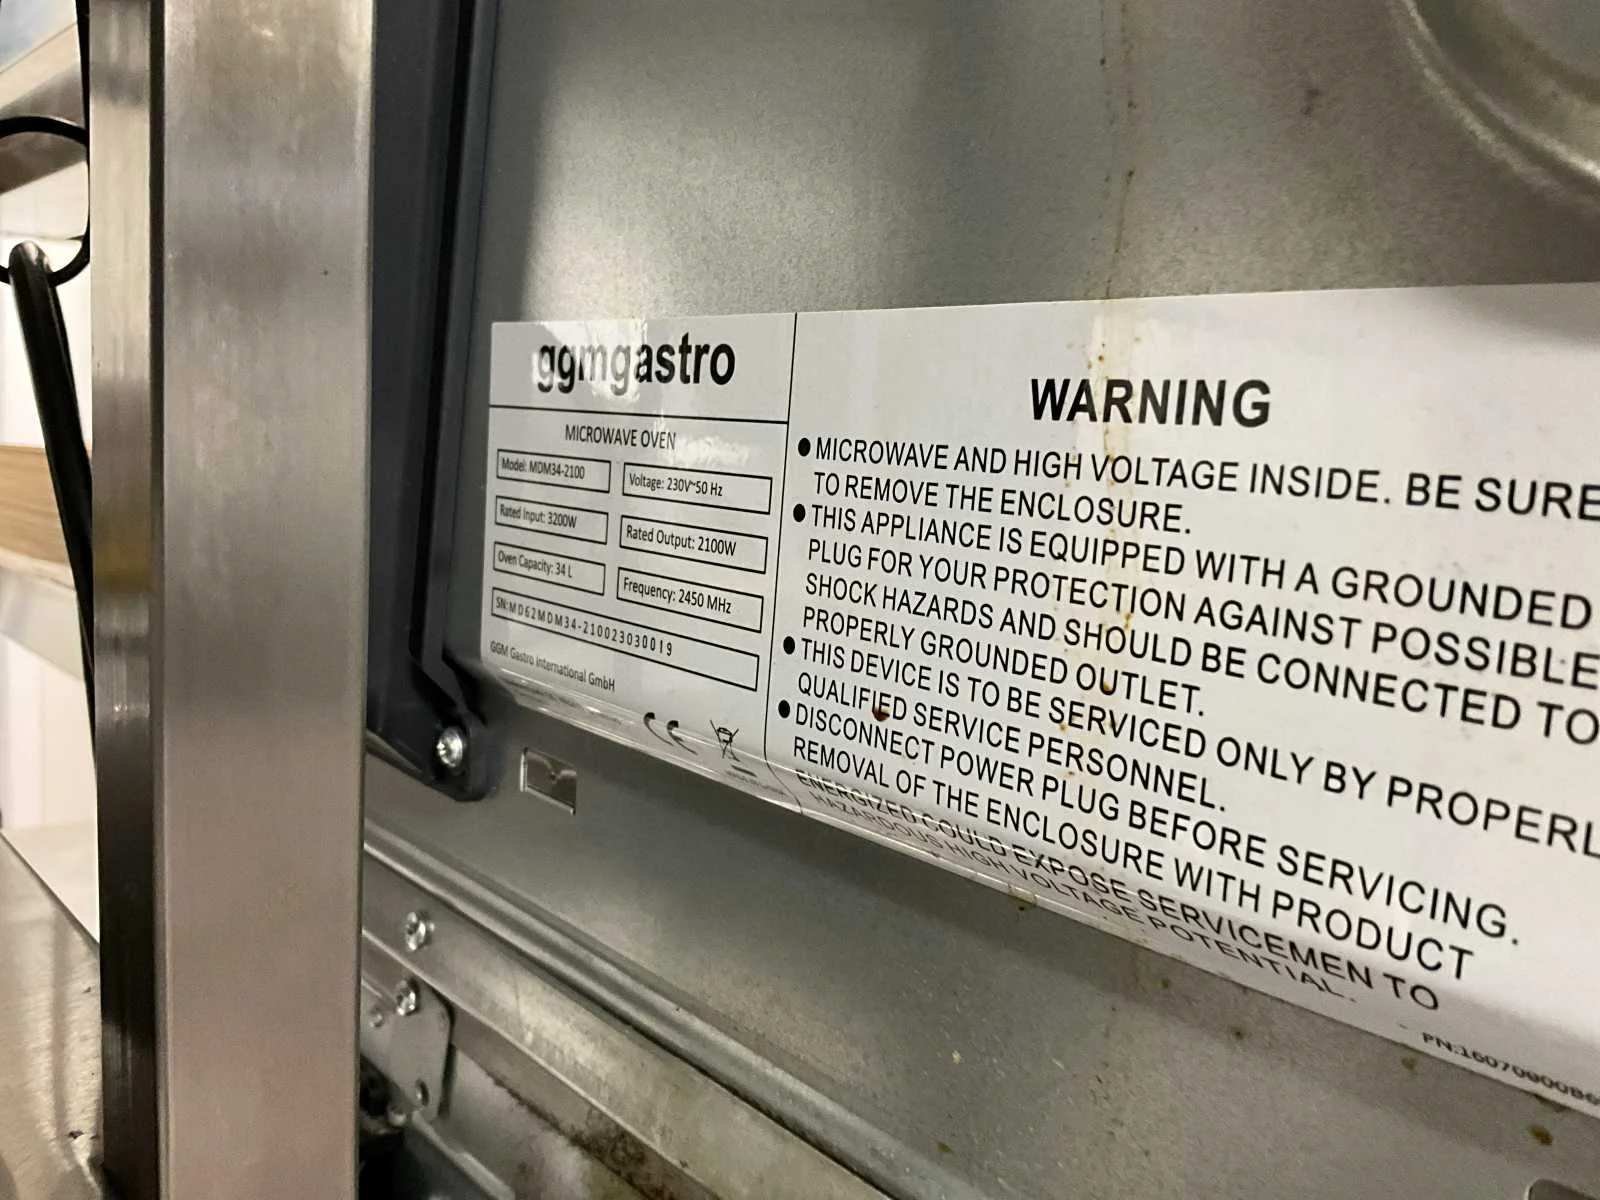 ggmgastro
MICROWAVE OVEN
Model: MDM34-2100
Voltage: 230V~50 Hz
Rated Input: 3200W
Rated Output: 2100W
Oven Capacity: 34 L
Frequency: 2450 MHz
SN:MD62MDM34-210023030019
GGM Gastro International GmbH
CE
WARNING
●MICROWAVE AND HIGH VOLTAGE INSIDE. BE SURE
TO REMOVE THE ENCLOSURE.
●THIS APPLIANCE IS EQUIPPED WITH A GROUNDED
PLUG FOR YOUR PROTECTION AGAINST POSSIBLE
SHOCK HAZARDS AND SHOULD BE CONNECTED TO
PROPERLY GROUNDED OUTLET.
●THIS DEVICE IS TO BE SERVICED ONLY BY PROPERL
QUALIFIED SERVICE PERSONNEL.
●DISCONNECT POWER PLUG BEFORE SERVICING.
REMOVAL OF THE ENCLOSURE WITH PRODUCT
ENERGIZED COULD EXPOSE SERVICEMEN TO
HAZARDOUS HIGH VOLTAGE POTENTIAL.